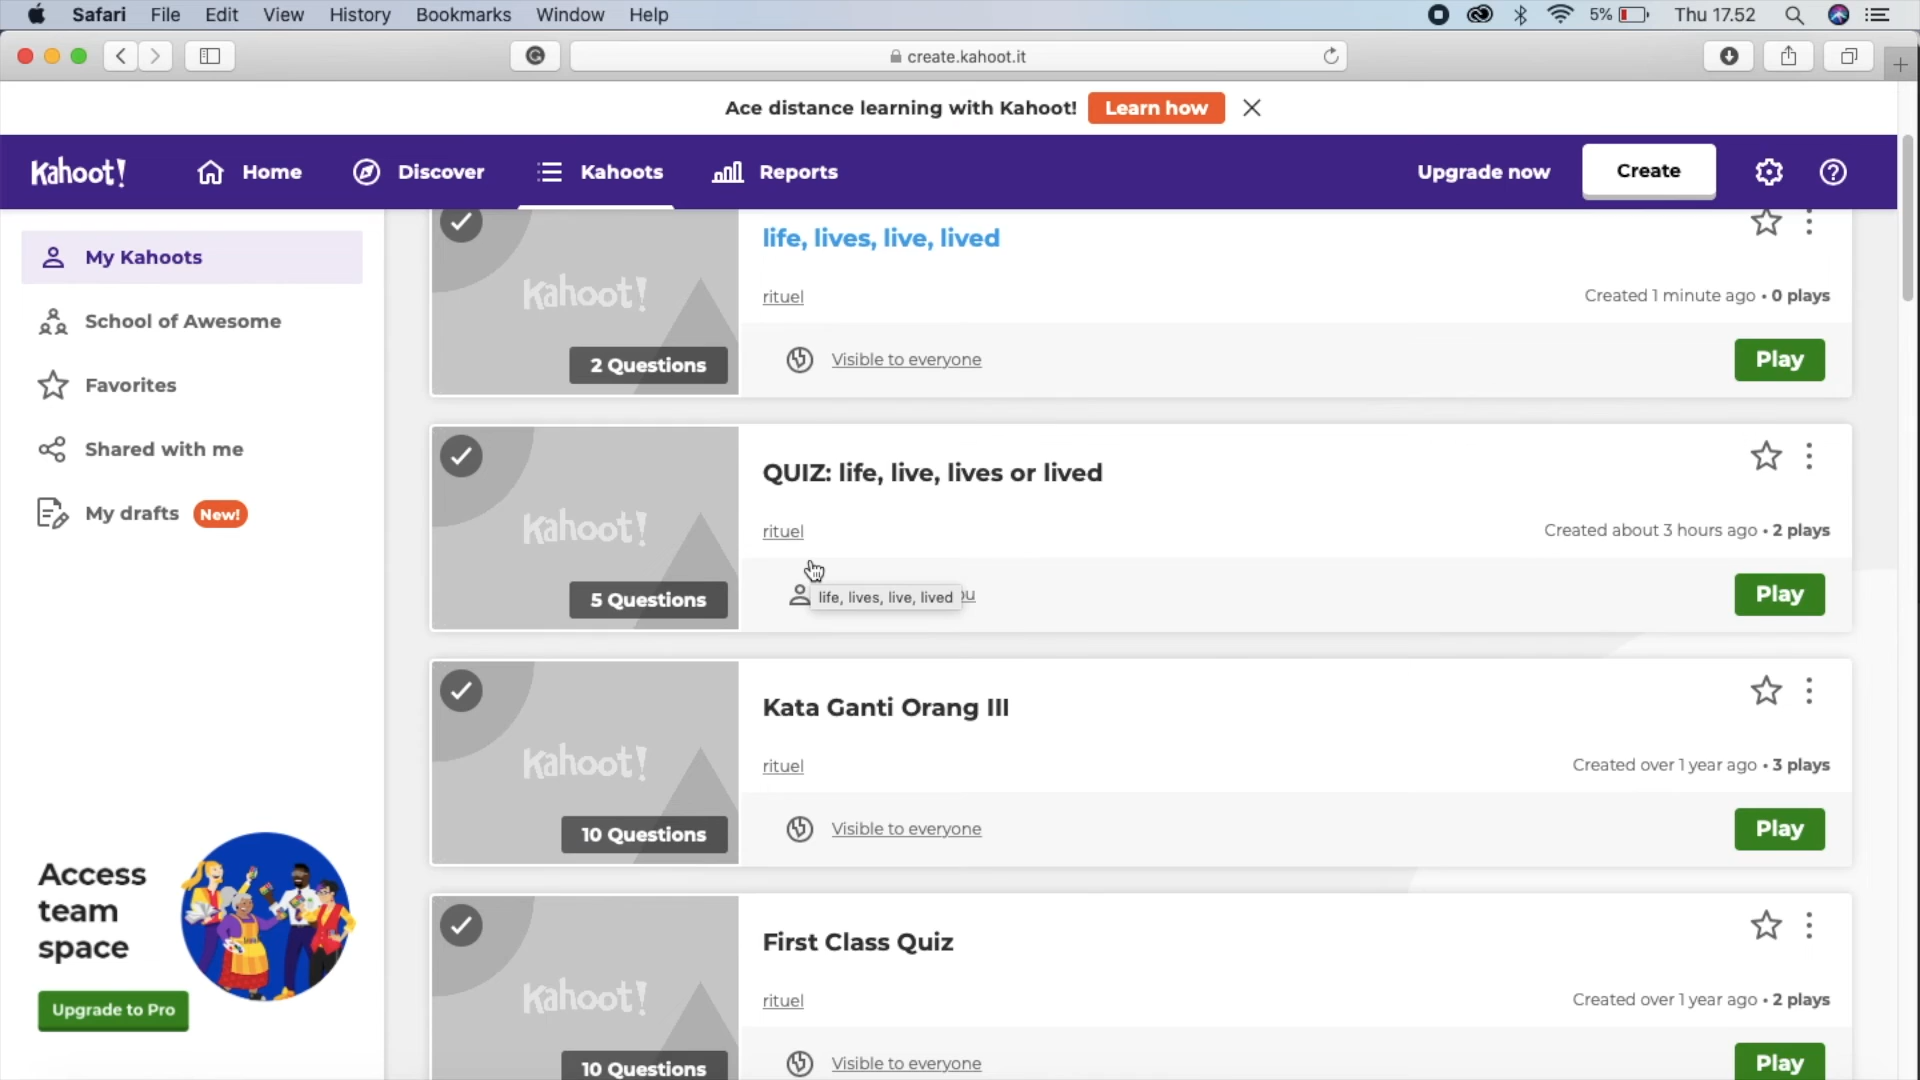 Safari File Edit View History Bookmarks Window Help 5% Thu 17.52
create.kahoot.it
Ace distance learning with Kahoot! Learn how
Kahoot! Home Discover Kahoots Reports Upgrade now Create
My Kahoots
School of Awesome
Favorites
Shared with me
My drafts New!
Access
team
space
Upgrade to Pro
Kahoot!
2 Questions
life, lives, live, lived
rituel
Created 1 minute ago • 0 plays
Visible to everyone
Play
Kahoot!
5 Questions
QUIZ: life, live, lives or lived
rituel
Created about 3 hours ago • 2 plays
life, lives, live, lived
Play
Kahoot!
10 Questions
Kata Ganti Orang III
rituel
Created over 1 year ago • 3 plays
Visible to everyone
Play
Kahoot!
10 Questions
First Class Quiz
rituel
Created over 1 year ago • 2 plays
Visible to everyone
Play